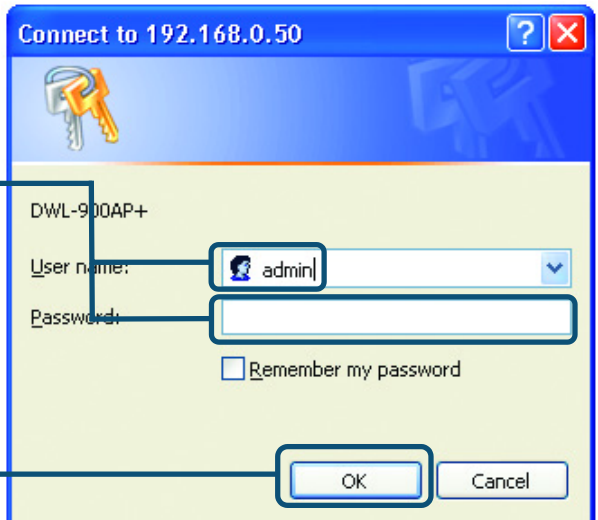 Connect to 192.168.0.50
DWL-900AP+
User name:
admin
Password:
Remember my password
OK
Cancel